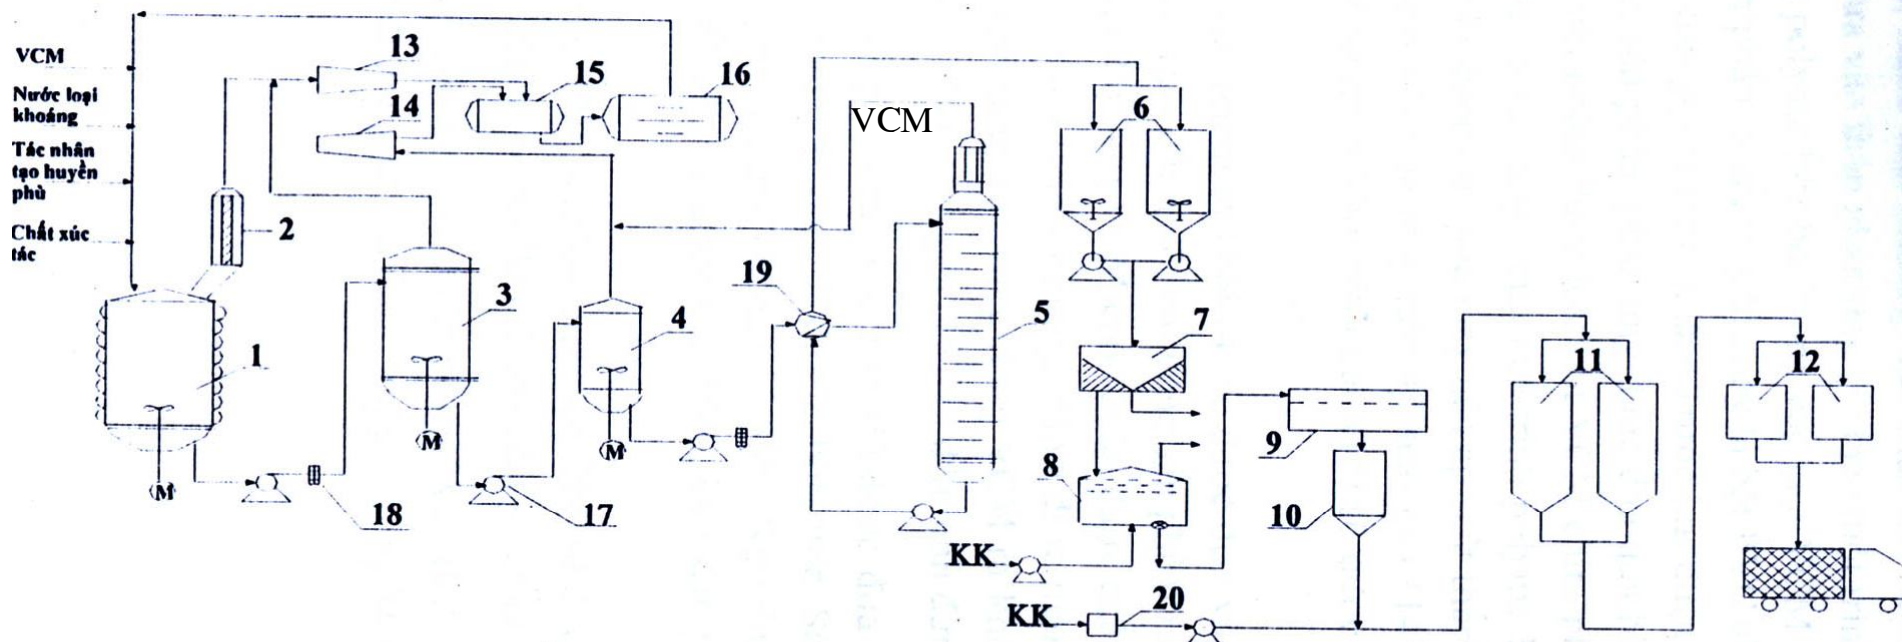 VCM
Nước loại
khoáng
Tác nhân
tạo huyền
phù
Chất xúc
tác
13
14
15
16
VCM
2
6
3
19
4
5
7
1
11
12
M
M
M
9
8
18
17
10
KK
KK
20